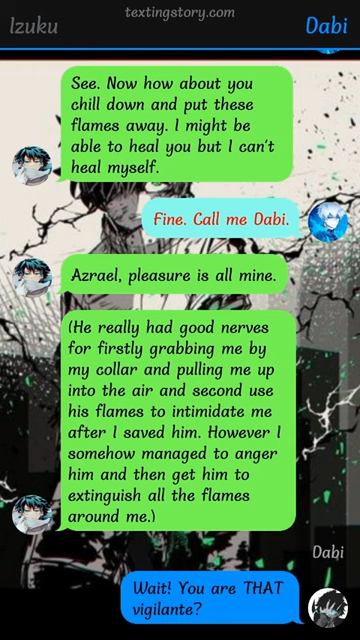 textingstory.com
Izuku
Dabi
See. Now how about you
chill down and put these
flames away. I might be
able to heal you but I can't
heal myself.
Fine. Call me Dabi.
Azrael, pleasure is all mine.
(He really had good nerves
for firstly grabbing me by
my collar and pulling me up
into the air and second use
his flames to intimidate me
after I saved him. However I
somehow managed to anger
him and then get him to
extinguish all the flames
around me.)
Dabi
Wait! You are THAT
vigilante?